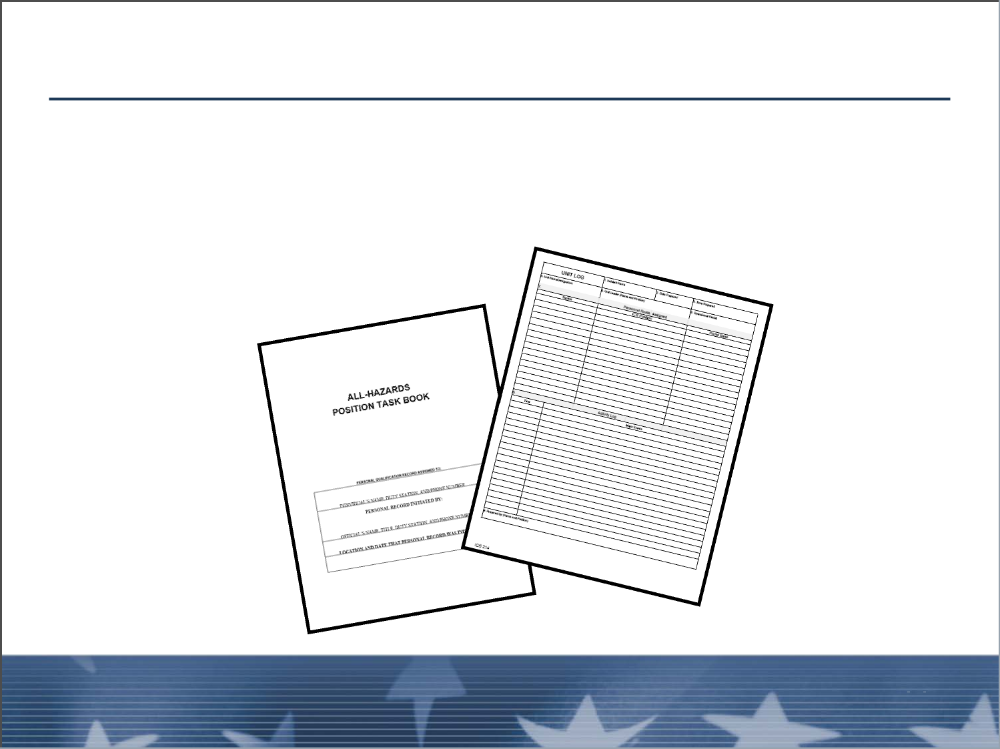 ALL-HAZARDS
POSITION TASK BOOK
PERSONAL QUALIFICATION RECORD ASSIGNED TO:
INDIVIDUAL'S NAME, DUTY STATION, AND PHONE NUMBER
PERSONAL RECORD INITIATED BY:
OFFICIAL'S NAME, TITLE, DUTY STATION, AND PHONE
LOCATION AND DATE THAT PERSONAL RECORD WAS
UNIT LOG
1. Incident Name
2. Date Prepared
3. Time Prepared
4. Unit Name/Designators
5. Unit Leader (Name and Position)
6. Operational Period
7.
Personnel Roster Assigned
Name
ICS Position
Home Base
8.
Activity Log
Time
Major Events
9. Prepared by (Name and Position)
ICS 214